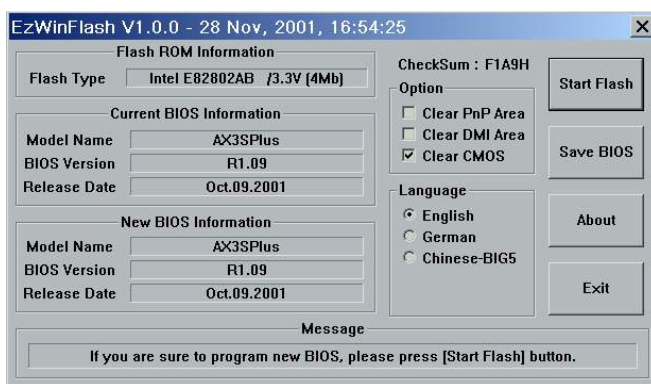 EzWinFlash V1.0.0 - 28 Nov, 2001, 16:54:25
Flash ROM Information
Flash Type Intel E82802AB /3.3V (4Mb)
Current BIOS Information
Model Name AX3SPlus
BIOS Version R1.09
Release Date Oct.09.2001
New BIOS Information
Model Name AX3SPlus
BIOS Version R1.09
Release Date Oct.09.2001
CheckSum : F1A9H
Option
Clear PnP Area
Clear DMI Area
Clear CMOS
Language
English
German
Chinese-BIG5
Start Flash
Save BIOS
About
Exit
Message
If you are sure to program new BIOS, please press [Start Flash] button.